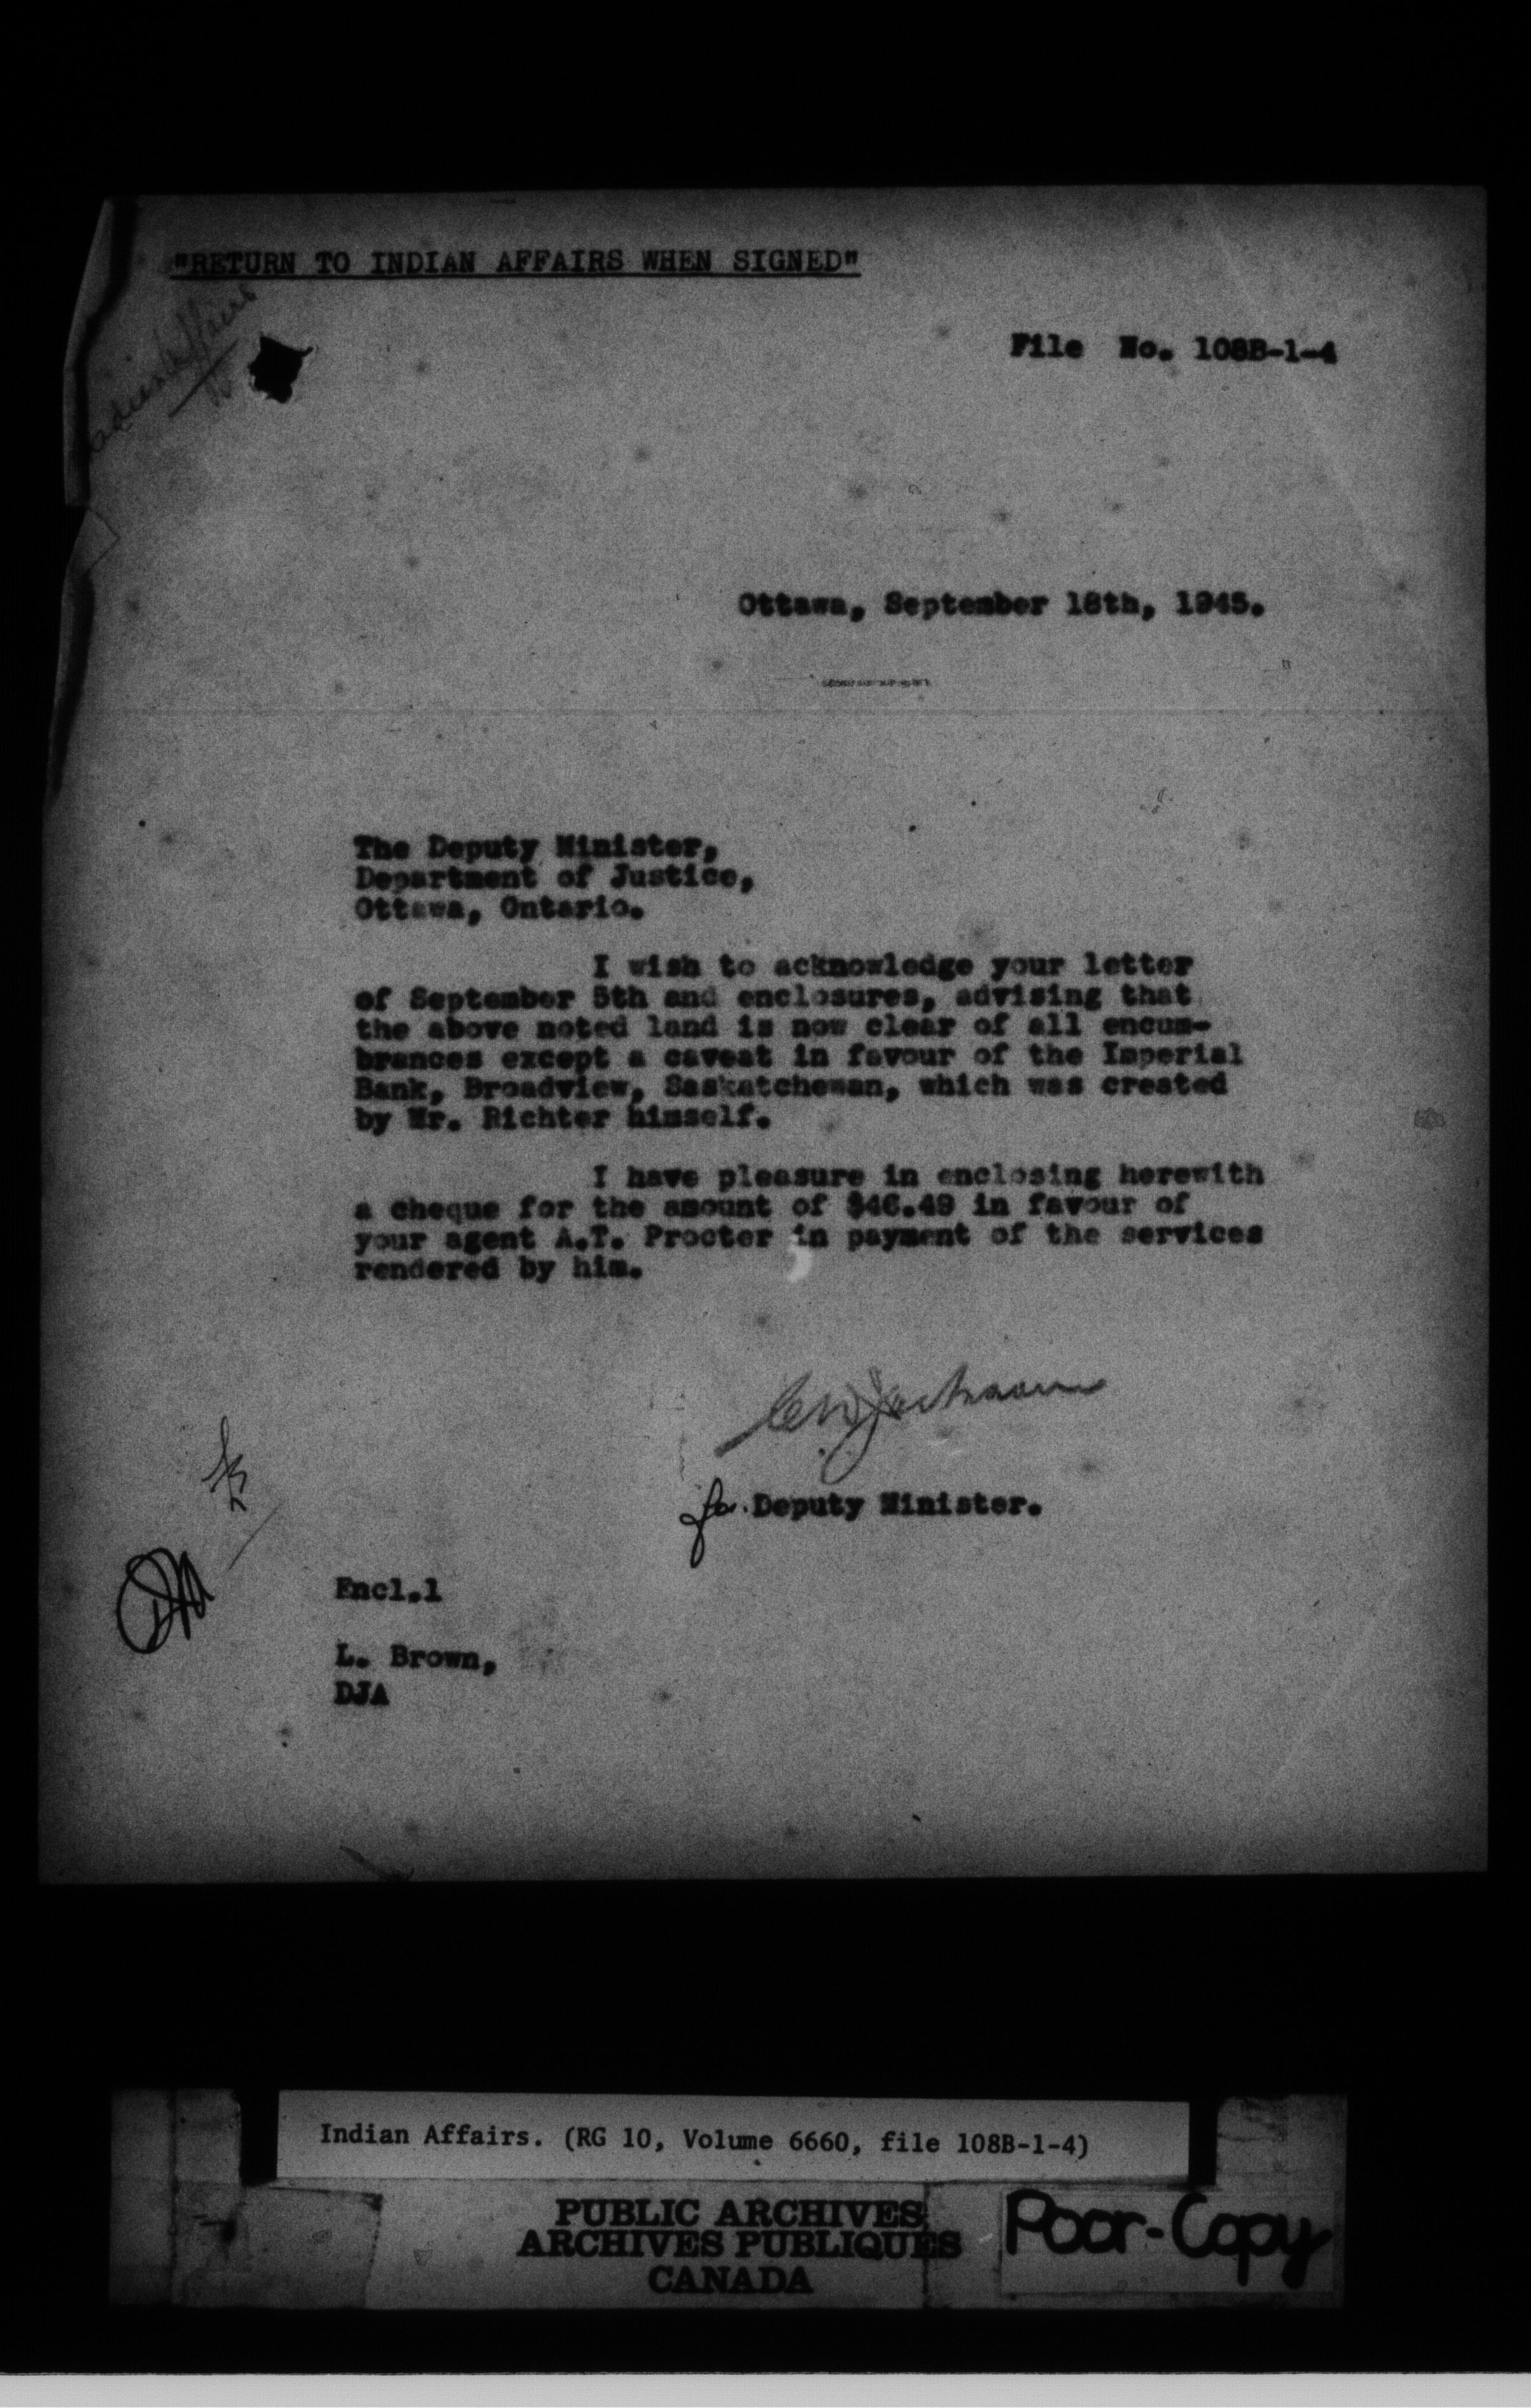 "RETURN TO INDIAN AFFAIRS WHEN SIGNED"
Indian Affairs
File No. 108B-1-4
Ottawa, September 18th, 1945.
The Deputy Minister,
Department of Justice,
Ottawa, Ontario.
I wish to acknowledge your letter
of September 5th and enclosures, advising that
the above noted land is now clear of all encum-
brances except a caveat in favour of the Imperial
Bank, Broadview, Saskatchewan, which was created
by Mr. Richter himself.
I have pleasure in enclosing herewith
a cheque for the amount of $46.49 in favour of
your agent A.T. Procter in payment of the services
rendered by him.
for Deputy Minister.
Encl.1
L. Brown,
DJA
Indian Affairs. (RG 10, Volume 6660, file 108B-1-4)
PUBLIC ARCHIVES
ARCHIVES PUBLIQUES
CANADA
Poor-Copy